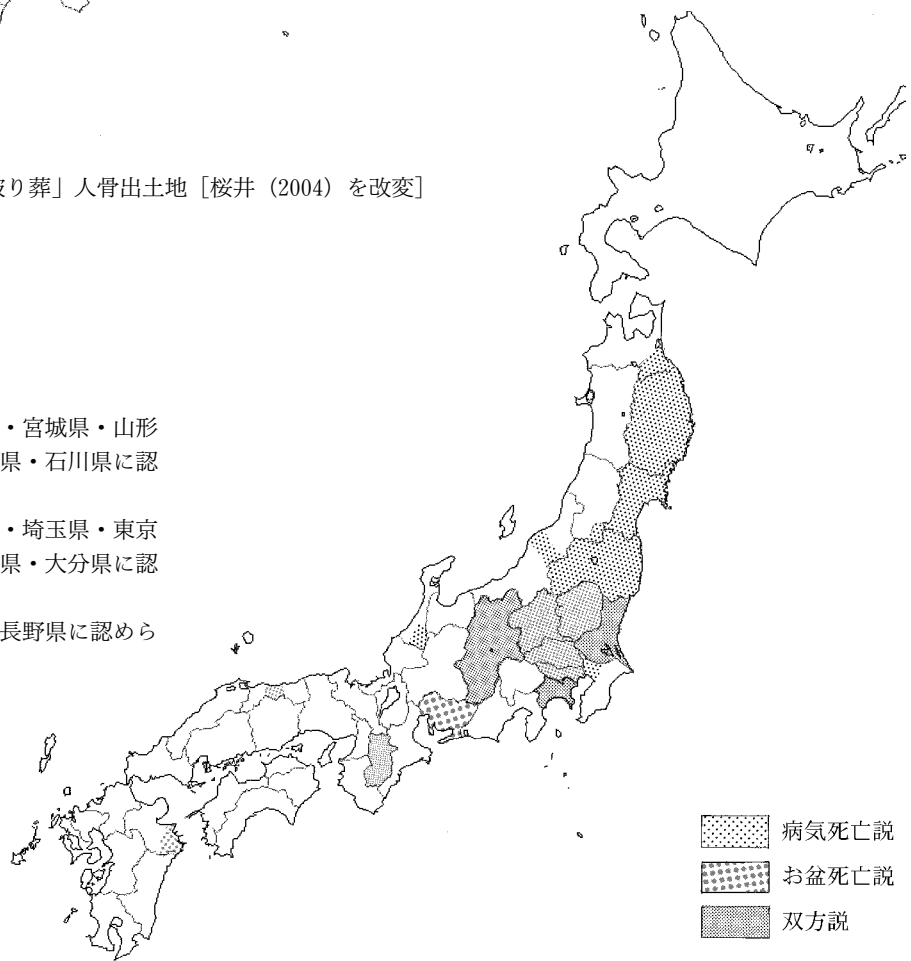 り葬」人骨出土地［桜井（2004）を改変］
・宮城県・山形
県・石川県に認
・埼玉県・東京
県・大分県に認
長野県に認めら
病気死亡説
お盆死亡説
双方説